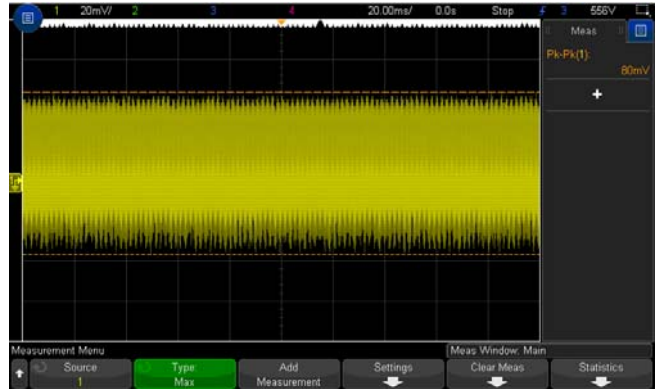 1 20mV/ 2 3 4 20.00ms/ 0.0s Stop 3 556V
Meas
Pk-Pk(1):
80mV
+
Measurement Menu
Meas Window: Main
Source
1
Type:
Max
Add
Measurement
Settings
Clear Meas
Statistics